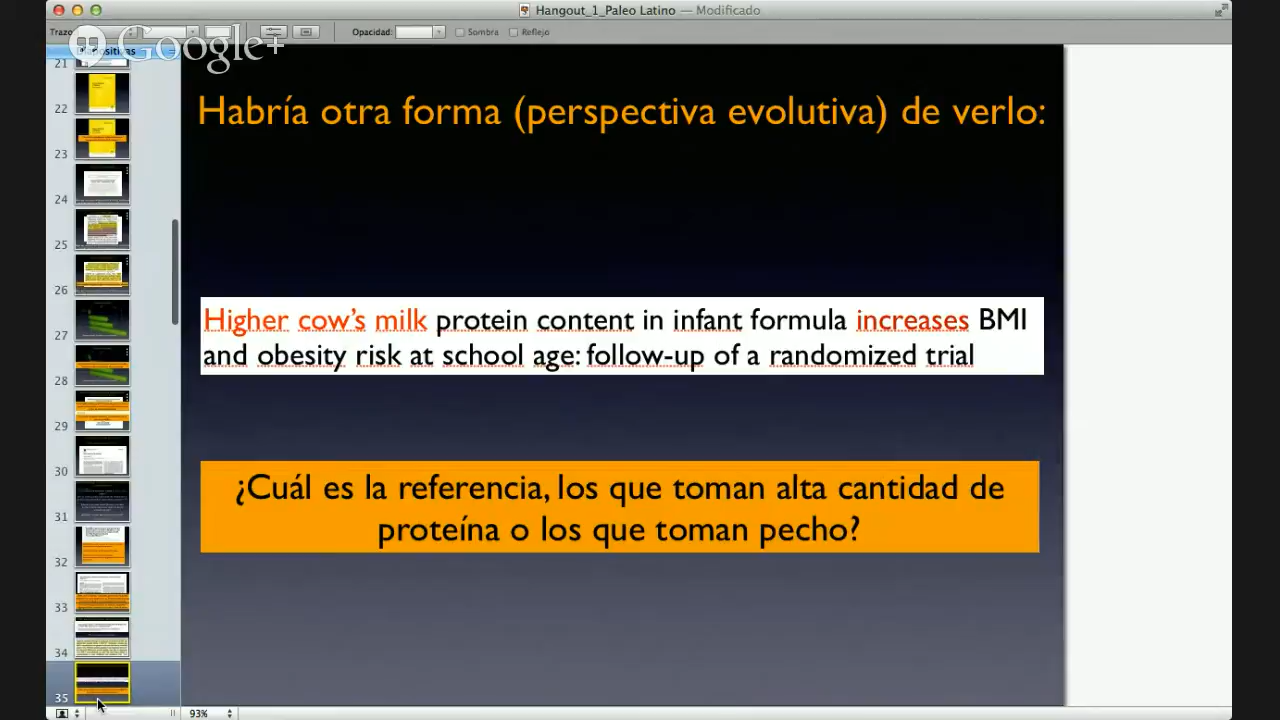 Hangout_1_Paleo Latino — Modificado
Opacidad:
Sombra
Reflejo
Google+
21
22
23
24
25
26
27
28
29
30
31
32
33
34
35
Habría otra forma (perspectiva evolutiva) de verlo:
Higher cow's milk protein content in infant formula increases BMI
and obesity risk at school age: follow-up of a randomized trial
¿Cuál es la referencia, los que toman alta cantidad de
proteína o los que toman pecho?
93%